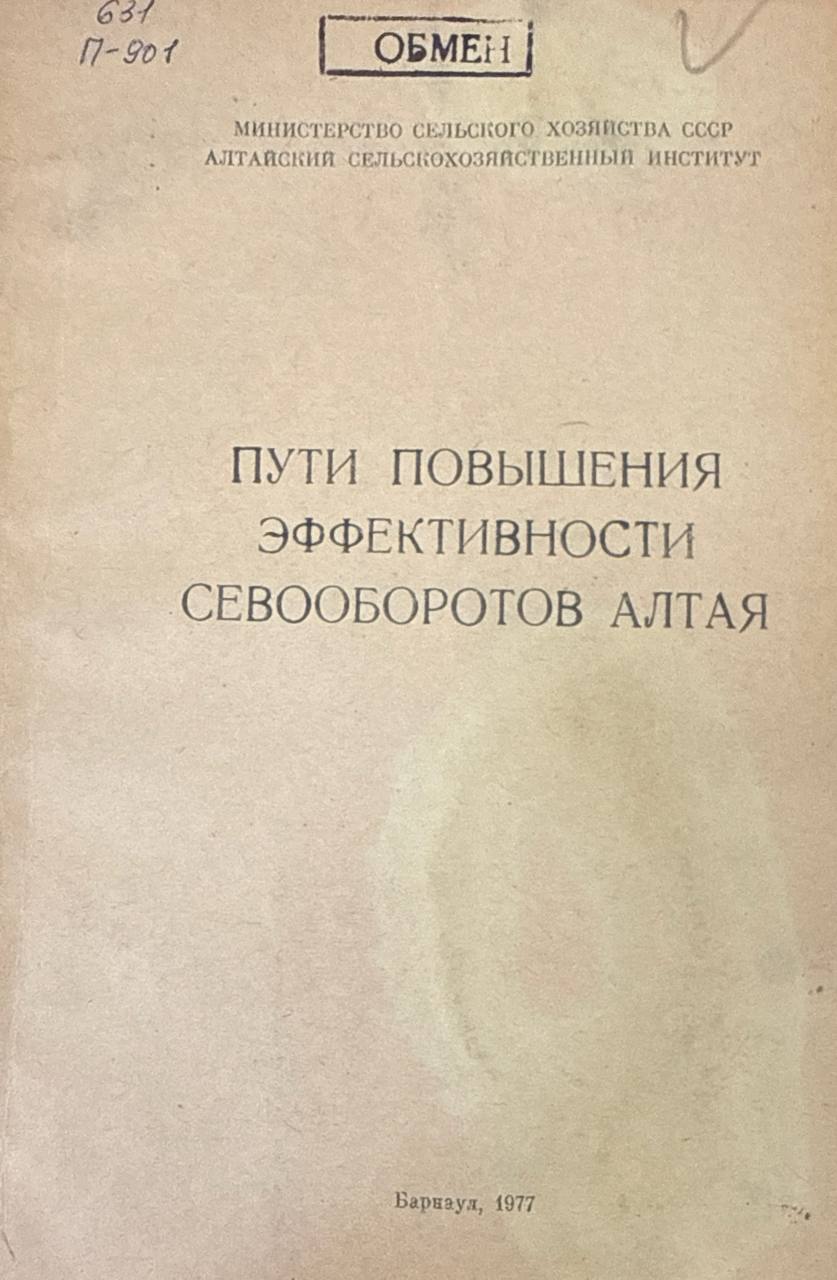 631
П-901
ОБМЕН
МИНИСТЕРСТВО СЕЛЬСКОГО ХОЗЯЙСТВА СССР
АЛТАЙСКИЙ СЕЛЬСКОХОЗЯЙСТВЕННЫЙ ИНСТИТУТ
ПУТИ ПОВЫШЕНИЯ
ЭФФЕКТИВНОСТИ
СЕВООБОРОТОВ АЛТАЯ
Барнаул, 1977